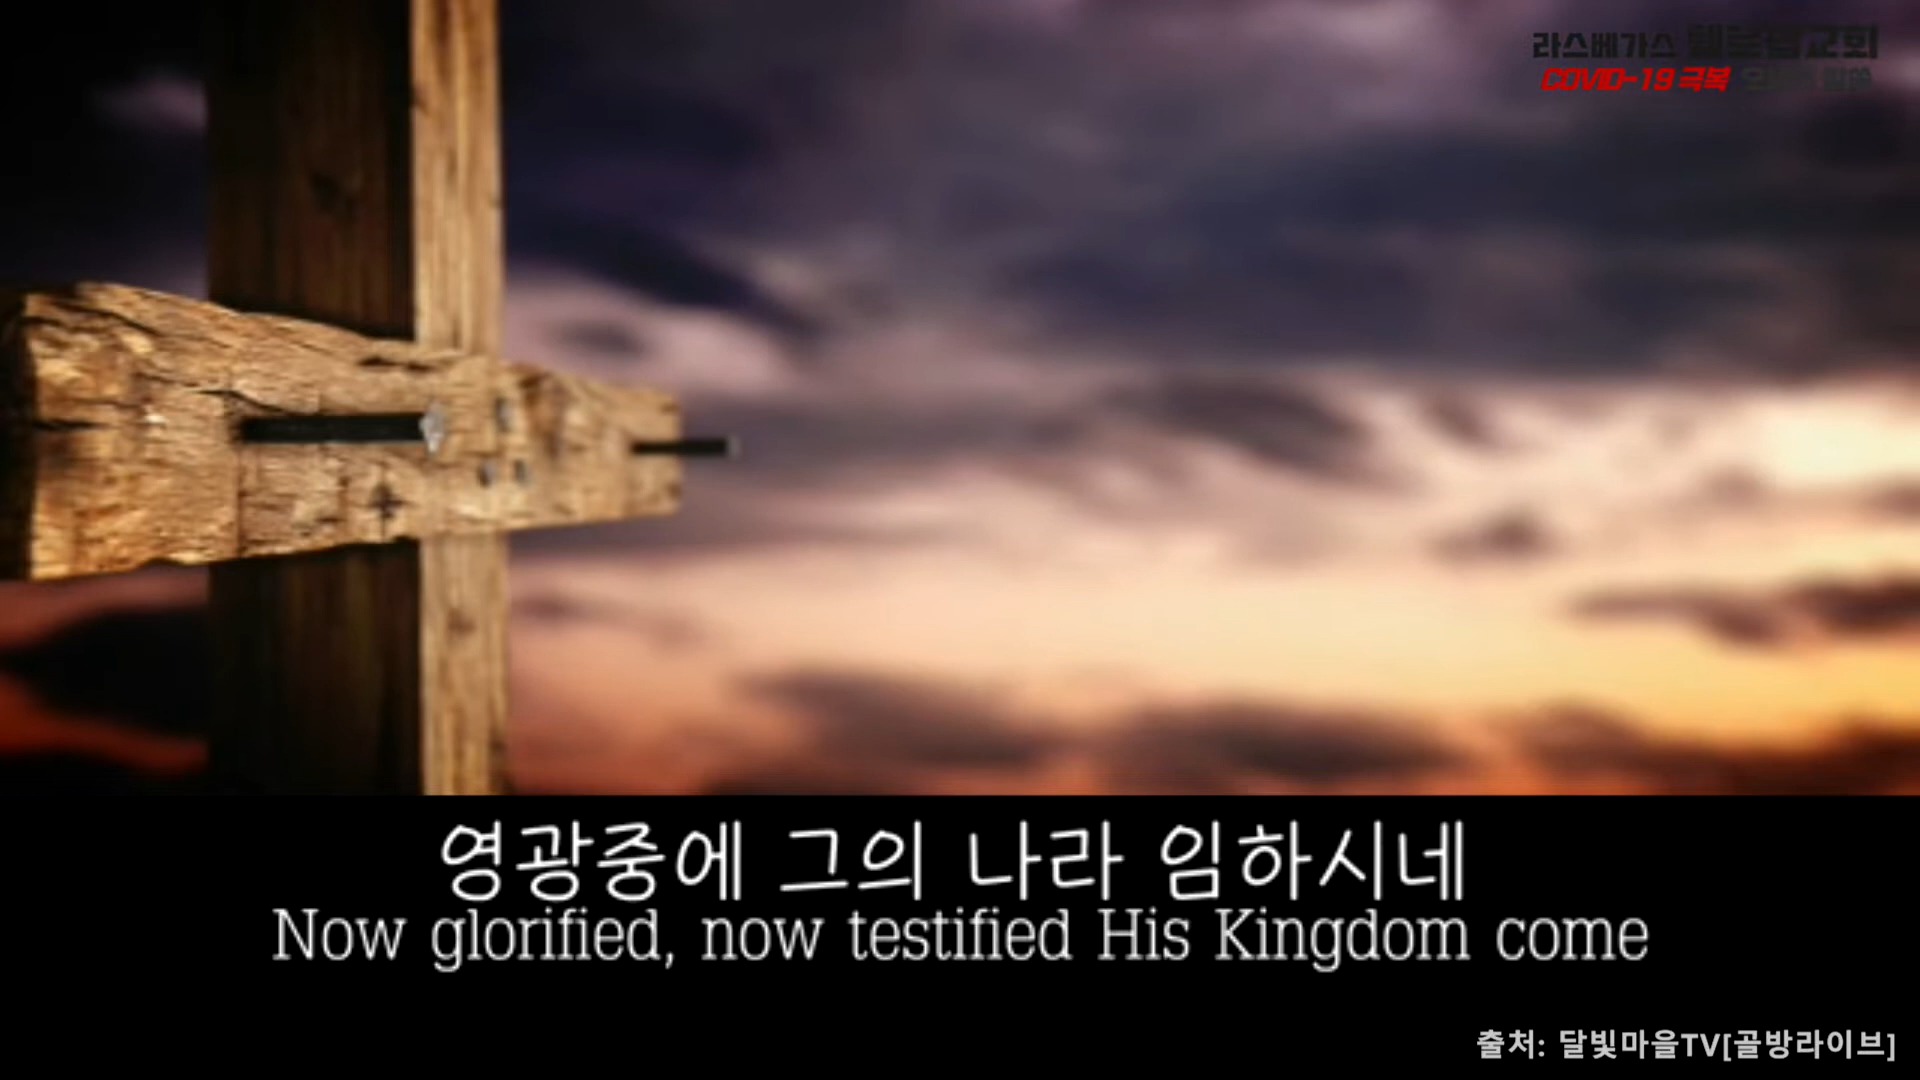 라스베가스 교회
COVID-19 극복
영광중에 그의 나라 임하시네
Now glorified, now testified His Kingdom come
출처: 달빛마을TV[골방라이브]